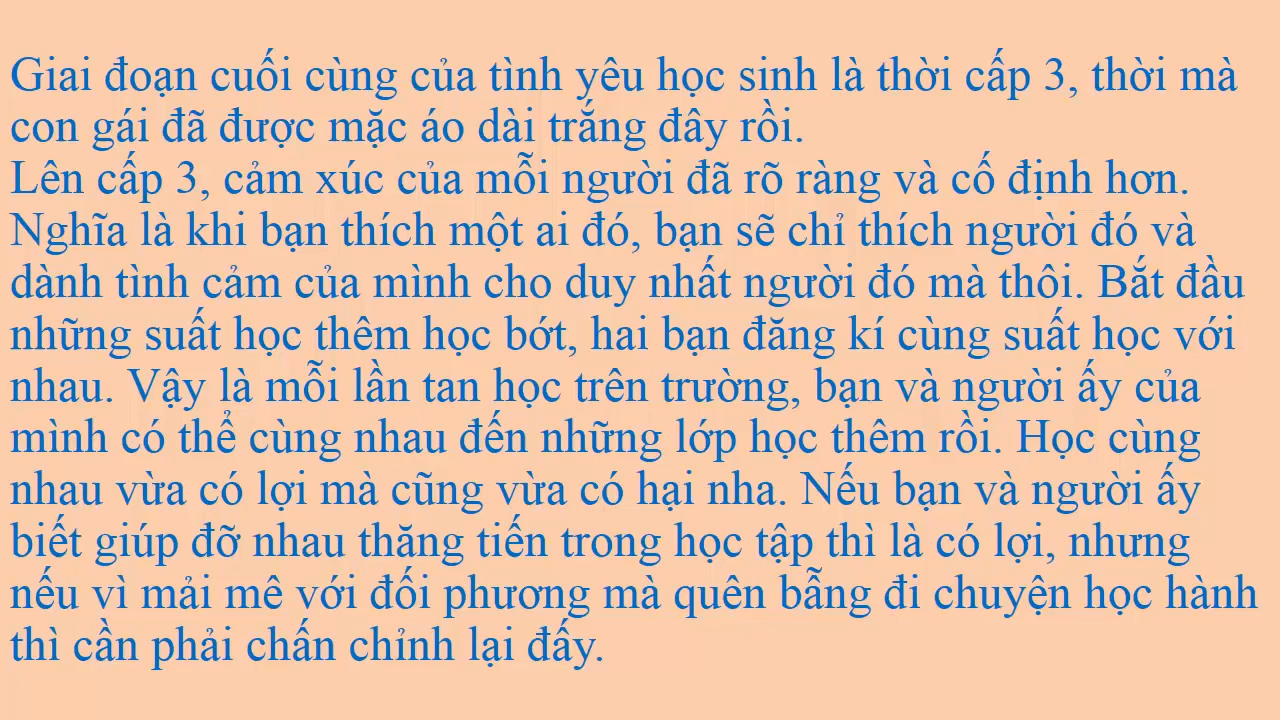 Giai đoạn cuối cùng của tình yêu học sinh là thời cấp 3, thời mà
con gái đã được mặc áo dài trắng đây rồi.
Lên cấp 3, cảm xúc của mỗi người đã rõ ràng và cố định hơn.
Nghĩa là khi bạn thích một ai đó, bạn sẽ chỉ thích người đó và
dành tình cảm của mình cho duy nhất người đó mà thôi. Bắt đầu
những suất học thêm học bớt, hai bạn đăng kí cùng suất học với
nhau. Vậy là mỗi lần tan học trên trường, bạn và người ấy của
mình có thể cùng nhau đến những lớp học thêm rồi. Học cùng
nhau vừa có lợi mà cũng vừa có hại nha. Nếu bạn và người ấy
biết giúp đỡ nhau thăng tiến trong học tập thì là có lợi, nhưng
nếu vì mải mê với đối phương mà quên bẵng đi chuyện học hành
thì cần phải chấn chỉnh lại đấy.